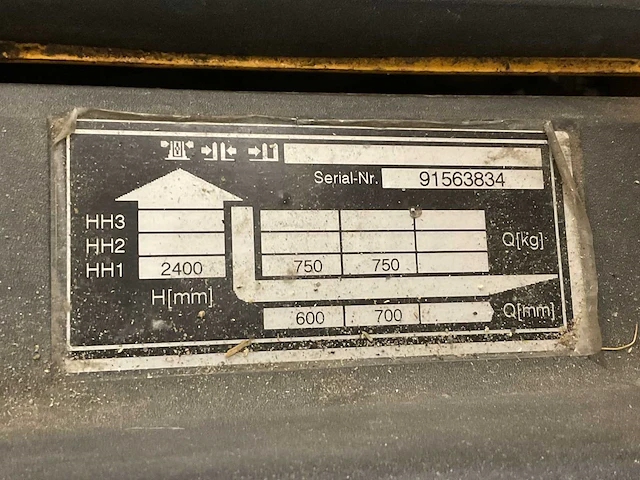 Serial-Nr. 91563834
HH3
HH2 Q[kg]
HH1 2400 750 750
H[mm]
600 700 Q[mm]